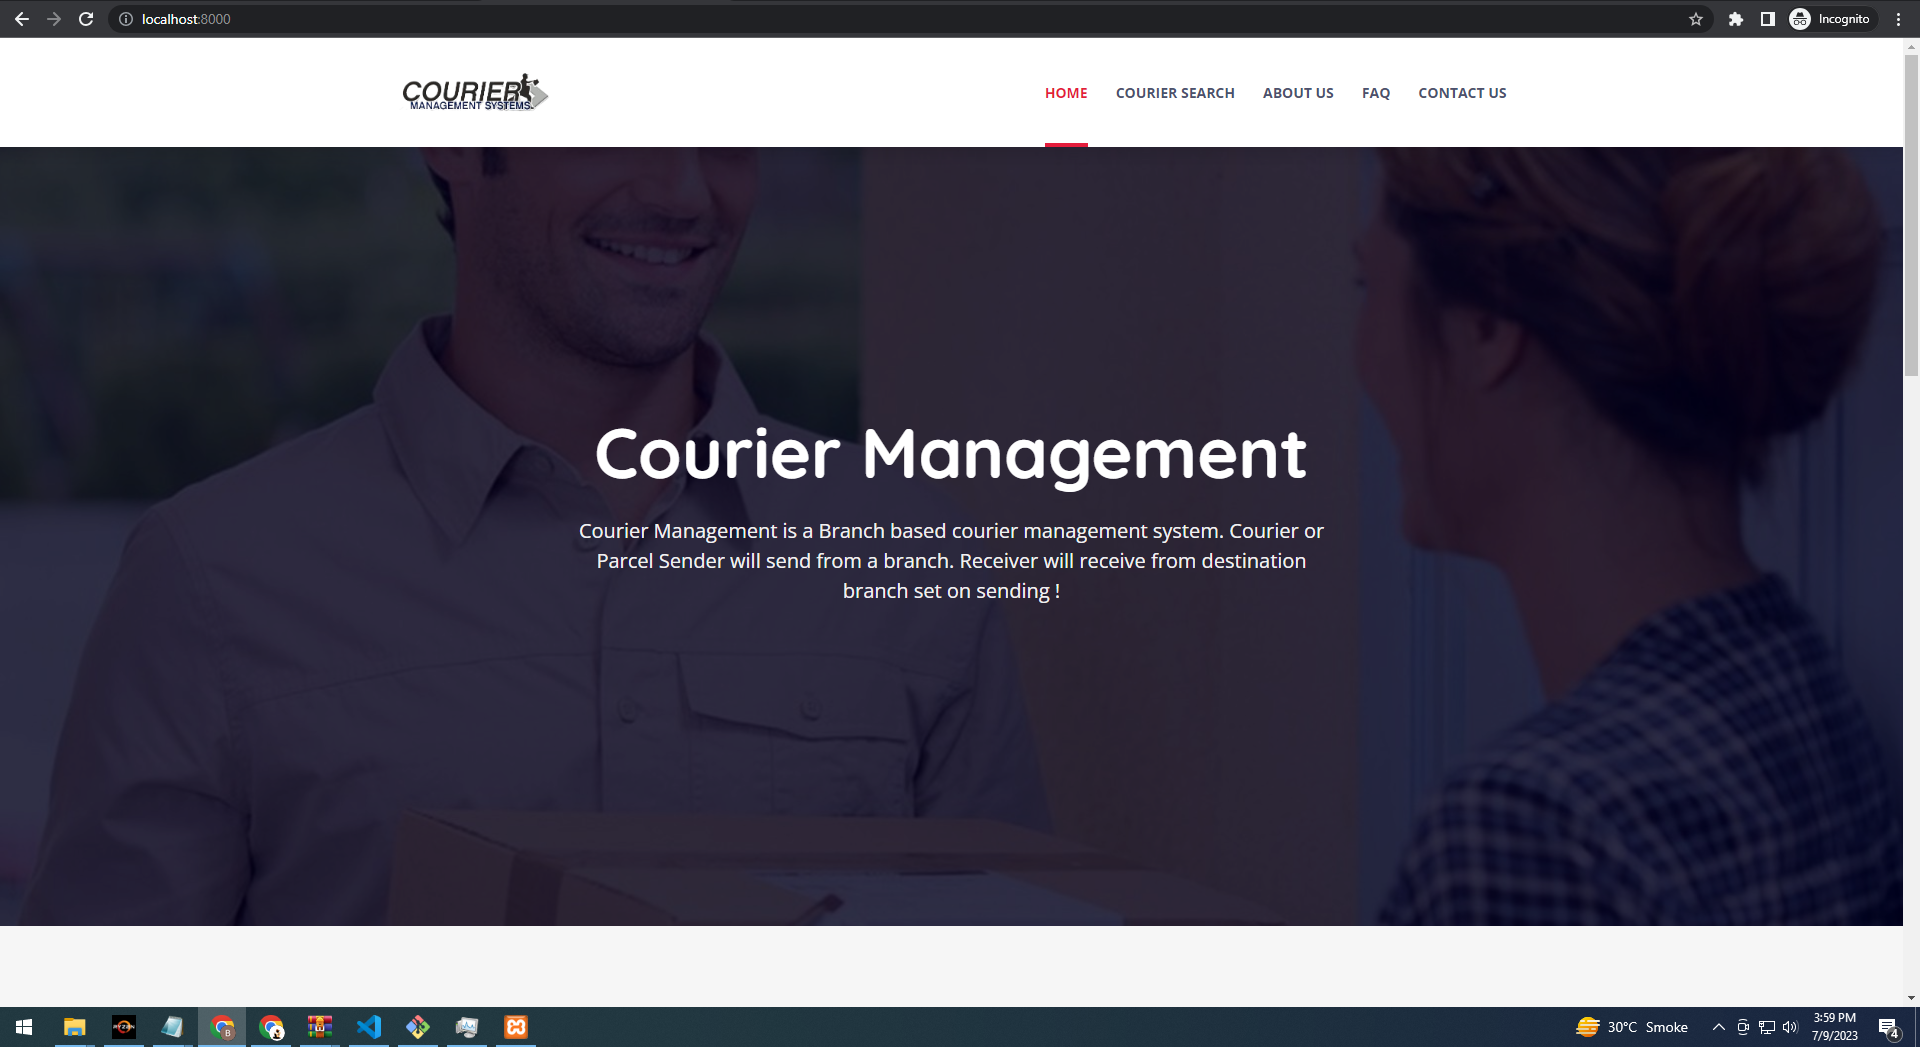 localhost:8000
Incognito
COURIER
MANAGEMENT SYSTEMS
HOME
COURIER SEARCH
ABOUT US
FAQ
CONTACT US
Courier Management
Courier Management is a Branch based courier management system. Courier or
Parcel Sender will send from a branch. Receiver will receive from destination
branch set on sending !
RYZEN
B
30°C Smoke
3:59 PM
7/9/2023
4